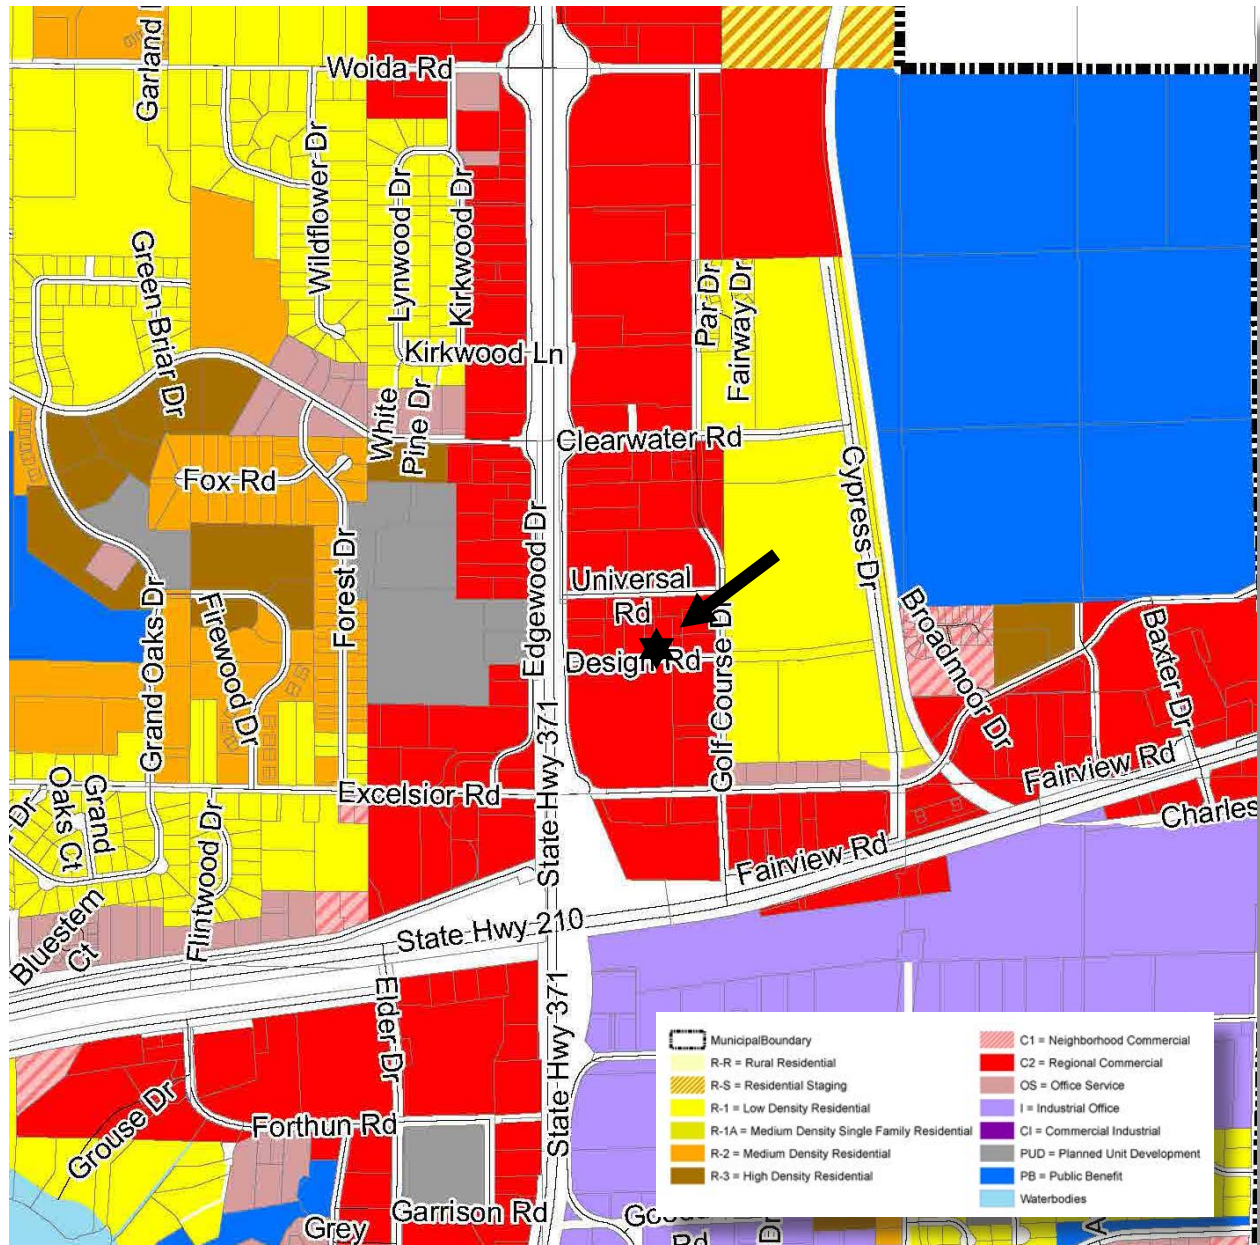 Garland
Woida Rd
Wildflower Dr
Lynwood Dr
Kirkwood Dr
Green Briar Dr
Par Dr
Fairway Dr
Kirkwood Ln
White
Pine Dr
Clearwater Rd
Fox Rd
Cypress Dr
Edgewood Dr
Forest Dr
Universal
Rd
Firewood Dr
Grand Oaks Dr
Design Rd
Golf Course Dr
Broadmoor Dr
Baxter Dr
State Hwy 371
Fairview Rd
Excelsior Rd
Dr
Grand
Oaks Ct
Flintwood Dr
Charles
Fairview Rd
Bluestem
Ct
State Hwy 210
Elder Dr
State Hwy 371
Grouse Dr
Forthun Rd
Garrison Rd
Grey
Rd
Dr
MunicipalBoundary
R-R = Rural Residential
R-S = Residential Staging
R-1 = Low Density Residential
R-1A = Medium Density Single Family Residential
R-2 = Medium Density Residential
R-3 = High Density Residential
C1 = Neighborhood Commercial
C2 = Regional Commercial
OS = Office Service
I = Industrial Office
CI = Commercial Industrial
PUD = Planned Unit Development
PB = Public Benefit
Waterbodies